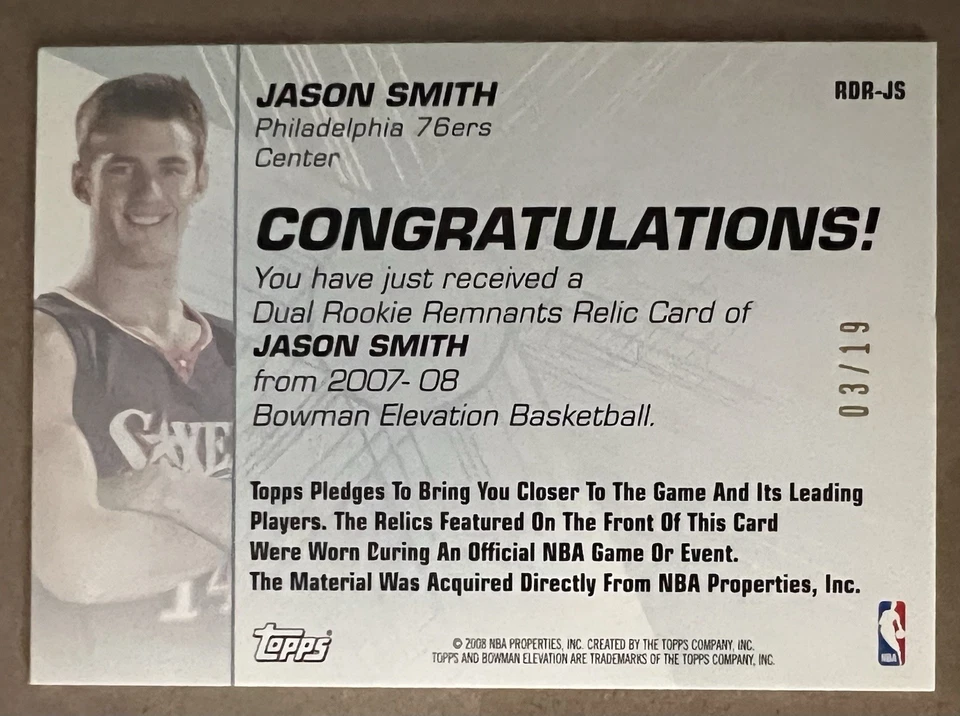 JASON SMITH
RDR-JS
Philadelphia 76ers
Center
CONGRATULATIONS!
You have just received a
Dual Rookie Remnants Relic Card of
JASON SMITH
from 2007- 08
Bowman Elevation Basketball.
03/19
Topps Pledges To Bring You Closer To The Game And Its Leading
Players. The Relics Featured On The Front Of This Card
Were Worn During An Official NBA Game Or Event.
The Material Was Acquired Directly From NBA Properties, Inc.
topps
© 2008 NBA PROPERTIES, INC. CREATED BY THE TOPPS COMPANY, INC.
TOPPS AND BOWMAN ELEVATION ARE TRADEMARKS OF THE TOPPS COMPANY, INC.
NBA
14